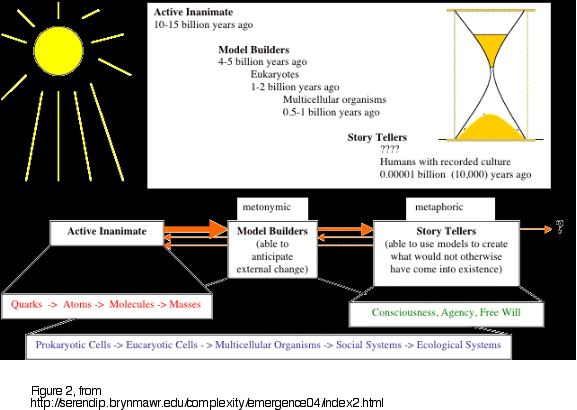 Active Inanimate
10-15 billion years ago
Model Builders
4-5 billion years ago
Eukaryotes
1-2 billion years ago
Multicellular organisms
0.5-1 billion years ago
Story Tellers
????
Humans with recorded culture
0.00001 billion (10,000) years ago
metonymic
metaphoric
Active Inanimate
Model Builders
(able to
anticipate
external change)
Story Tellers
(able to use models to create
what would not otherwise
have come into existence)
?
Quarks -> Atoms -> Molecules -> Masses
Consciousness, Agency, Free Will
Prokaryotic Cells -> Eucaryotic Cells - > Multicellular Organisms -> Social Systems -> Ecological Systems
Figure 2, from
http://serendip.brynmawr.edu/complexity/emergence04/index2.html